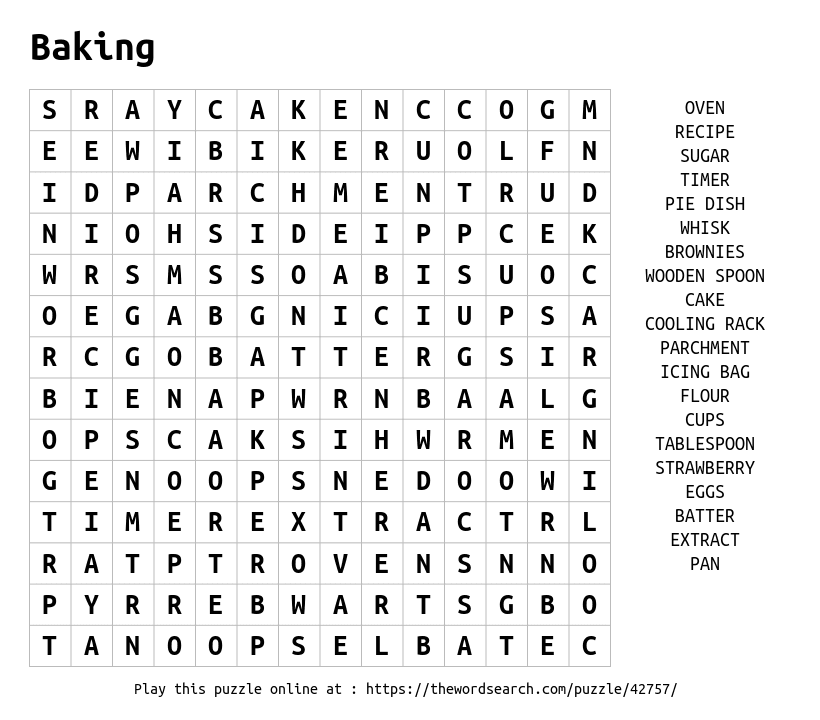 Baking
S R A Y C A K E N C C O G M
E E W I B I K E R U O L F N
I D P A R C H M E N T R U D
N I O H S I D E I P P C E K
W R S M S S O A B I S U O C
O E G A B G N I C I U P S A
R C G O B A T T E R G S I R
B I E N A P W R N B A A L G
O P S C A K S I H W R M E N
G E N O O P S N E D O O W I
T I M E R E X T R A C T R L
R A T P T R O V E N S N N O
P Y R R E B W A R T S G B O
T A N O O P S E L B A T E C
OVEN
RECIPE
SUGAR
TIMER
PIE DISH
WHISK
BROWNIES
WOODEN SPOON
CAKE
COOLING RACK
PARCHMENT
ICING BAG
FLOUR
CUPS
TABLESPOON
STRAWBERRY
EGGS
BATTER
EXTRACT
PAN
Play this puzzle online at : https://thewordsearch.com/puzzle/42757/